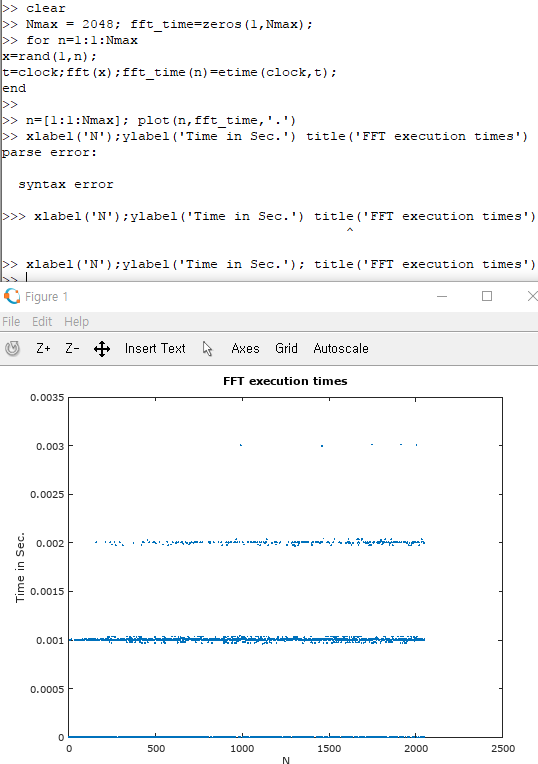 >> clear
>> Nmax = 2048; fft_time=zeros(1,Nmax);
>> for n=1:1:Nmax
x=rand(1,n);
t=clock;fft(x);fft_time(n)=etime(clock,t);
end
>>
>> n=[1:1:Nmax]; plot(n,fft_time,'.')
>> xlabel('N');ylabel('Time in Sec.') title('FFT execution times')
parse error:
syntax error
>>> xlabel('N');ylabel('Time in Sec.') title('FFT execution times')
^
>> xlabel('N');ylabel('Time in Sec.'); title('FFT execution times')
>>
Figure 1
File Edit Help
Z+ Z- Insert Text Axes Grid Autoscale
FFT execution times
0.0035
0.003
0.0025
0.002
0.0015
0.001
0.0005
0
Time in Sec.
0 500 1000 1500 2000 2500
N